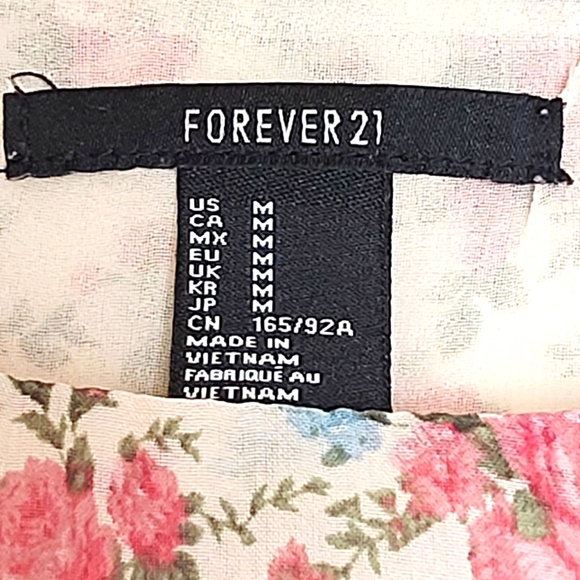 FOREVER 21
US M
CA M
MX M
EU M
UK M
KR M
JP M
CN 165/92A
MADE IN
VIETNAM
FABRIQUÉ AU
VIETNAM